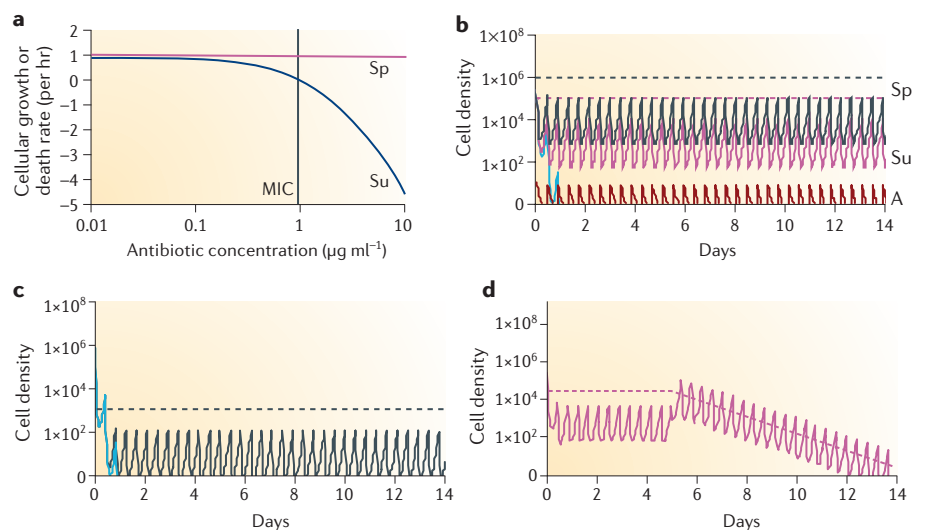 a
Cellular growth or
death rate (per hr)
2
1
0
−1
−2
−3
−4
−5
Sp
Su
MIC
0.01 0.1 1 10
Antibiotic concentration (µg ml⁻¹)
b
Cell density
1×10⁸
1×10⁶
1×10⁴
1×10²
0
Sp
Su
A
0 2 4 6 8 10 12 14
Days
c
Cell density
1×10⁸
1×10⁶
1×10⁴
1×10²
0
0 2 4 6 8 10 12 14
Days
d
Cell density
1×10⁸
1×10⁶
1×10⁴
1×10²
0
0 2 4 6 8 10 12 14
Days